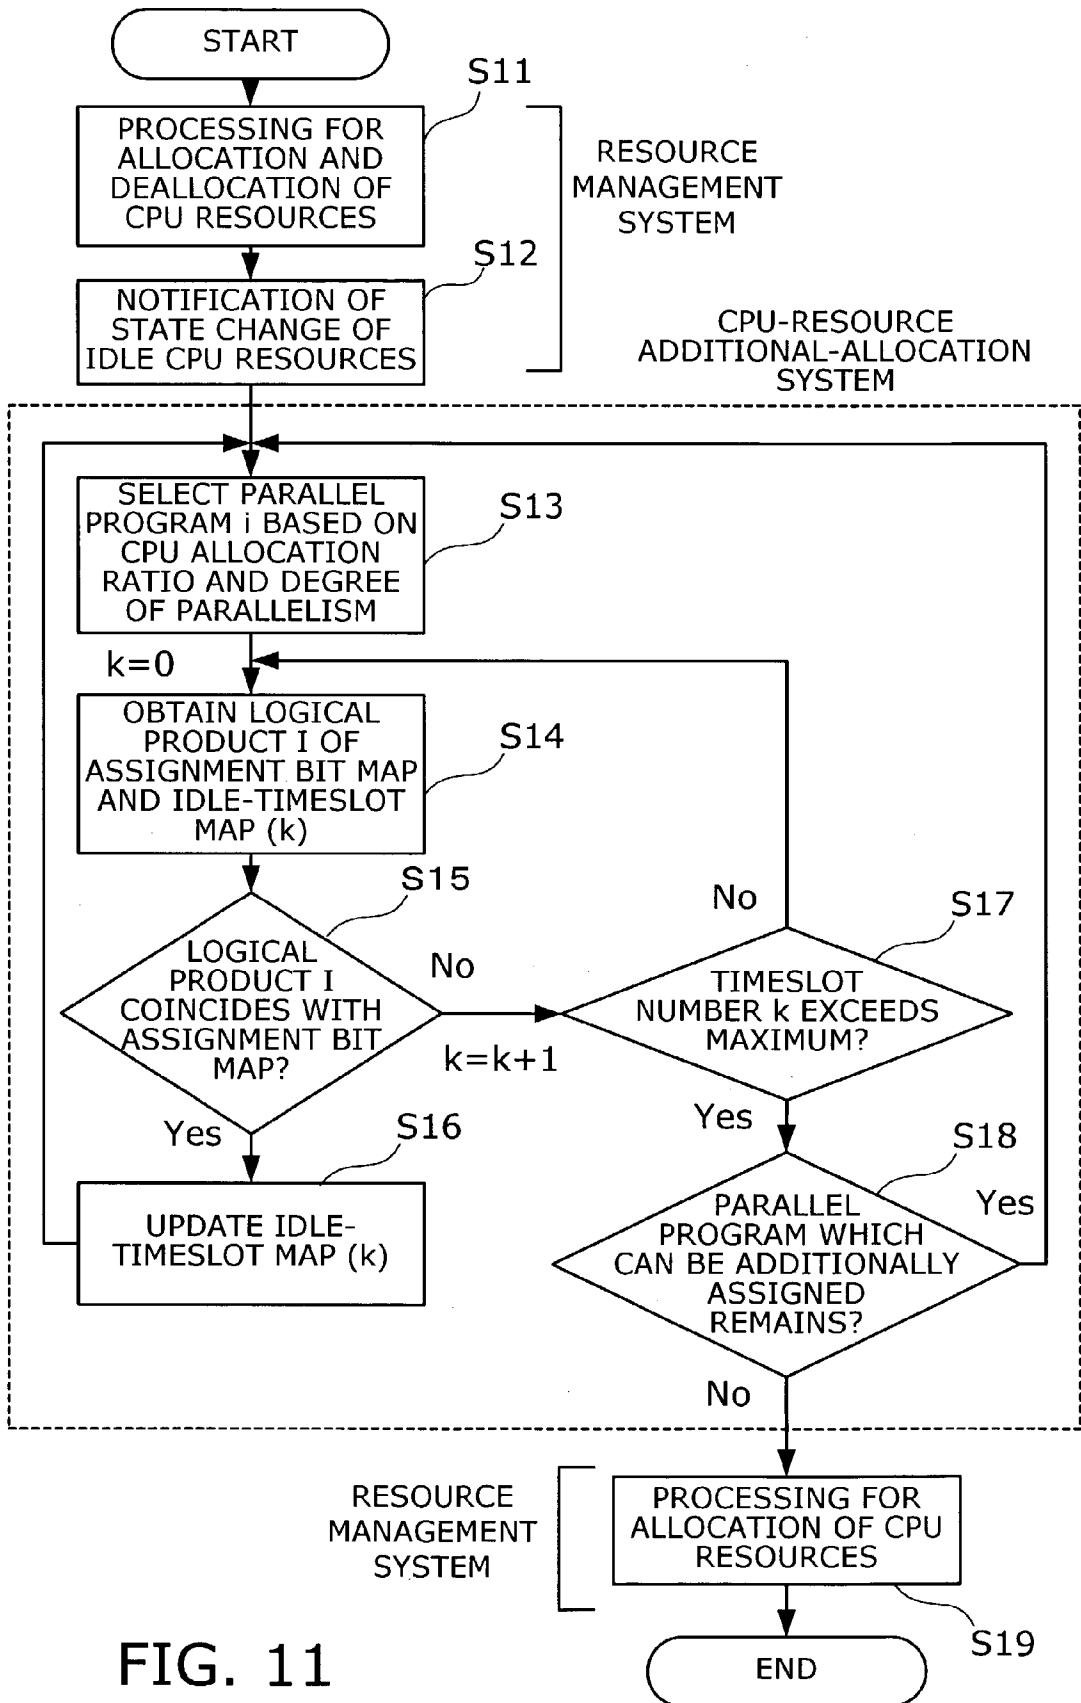 START
S11
PROCESSING FOR
ALLOCATION AND
DEALLOCATION OF
CPU RESOURCES
RESOURCE
MANAGEMENT
SYSTEM
S12
NOTIFICATION OF
STATE CHANGE OF
IDLE CPU RESOURCES
CPU-RESOURCE
ADDITIONAL-ALLOCATION
SYSTEM
SELECT PARALLEL
PROGRAM i BASED ON
CPU ALLOCATION
RATIO AND DEGREE
OF PARALLELISM
S13
k=0
OBTAIN LOGICAL
PRODUCT I OF
ASSIGNMENT BIT MAP
AND IDLE-TIMESLOT
MAP (k)
S14
S15
LOGICAL
PRODUCT I
COINCIDES WITH
ASSIGNMENT BIT
MAP?
No
k=k+1
No
S17
TIMESLOT
NUMBER k EXCEEDS
MAXIMUM?
Yes
S16
UPDATE IDLE-
TIMESLOT MAP (k)
Yes
S18
PARALLEL
PROGRAM WHICH
CAN BE ADDITIONALLY
ASSIGNED
REMAINS?
Yes
No
RESOURCE
MANAGEMENT
SYSTEM
PROCESSING FOR
ALLOCATION OF CPU
RESOURCES
S19
END
FIG. 11